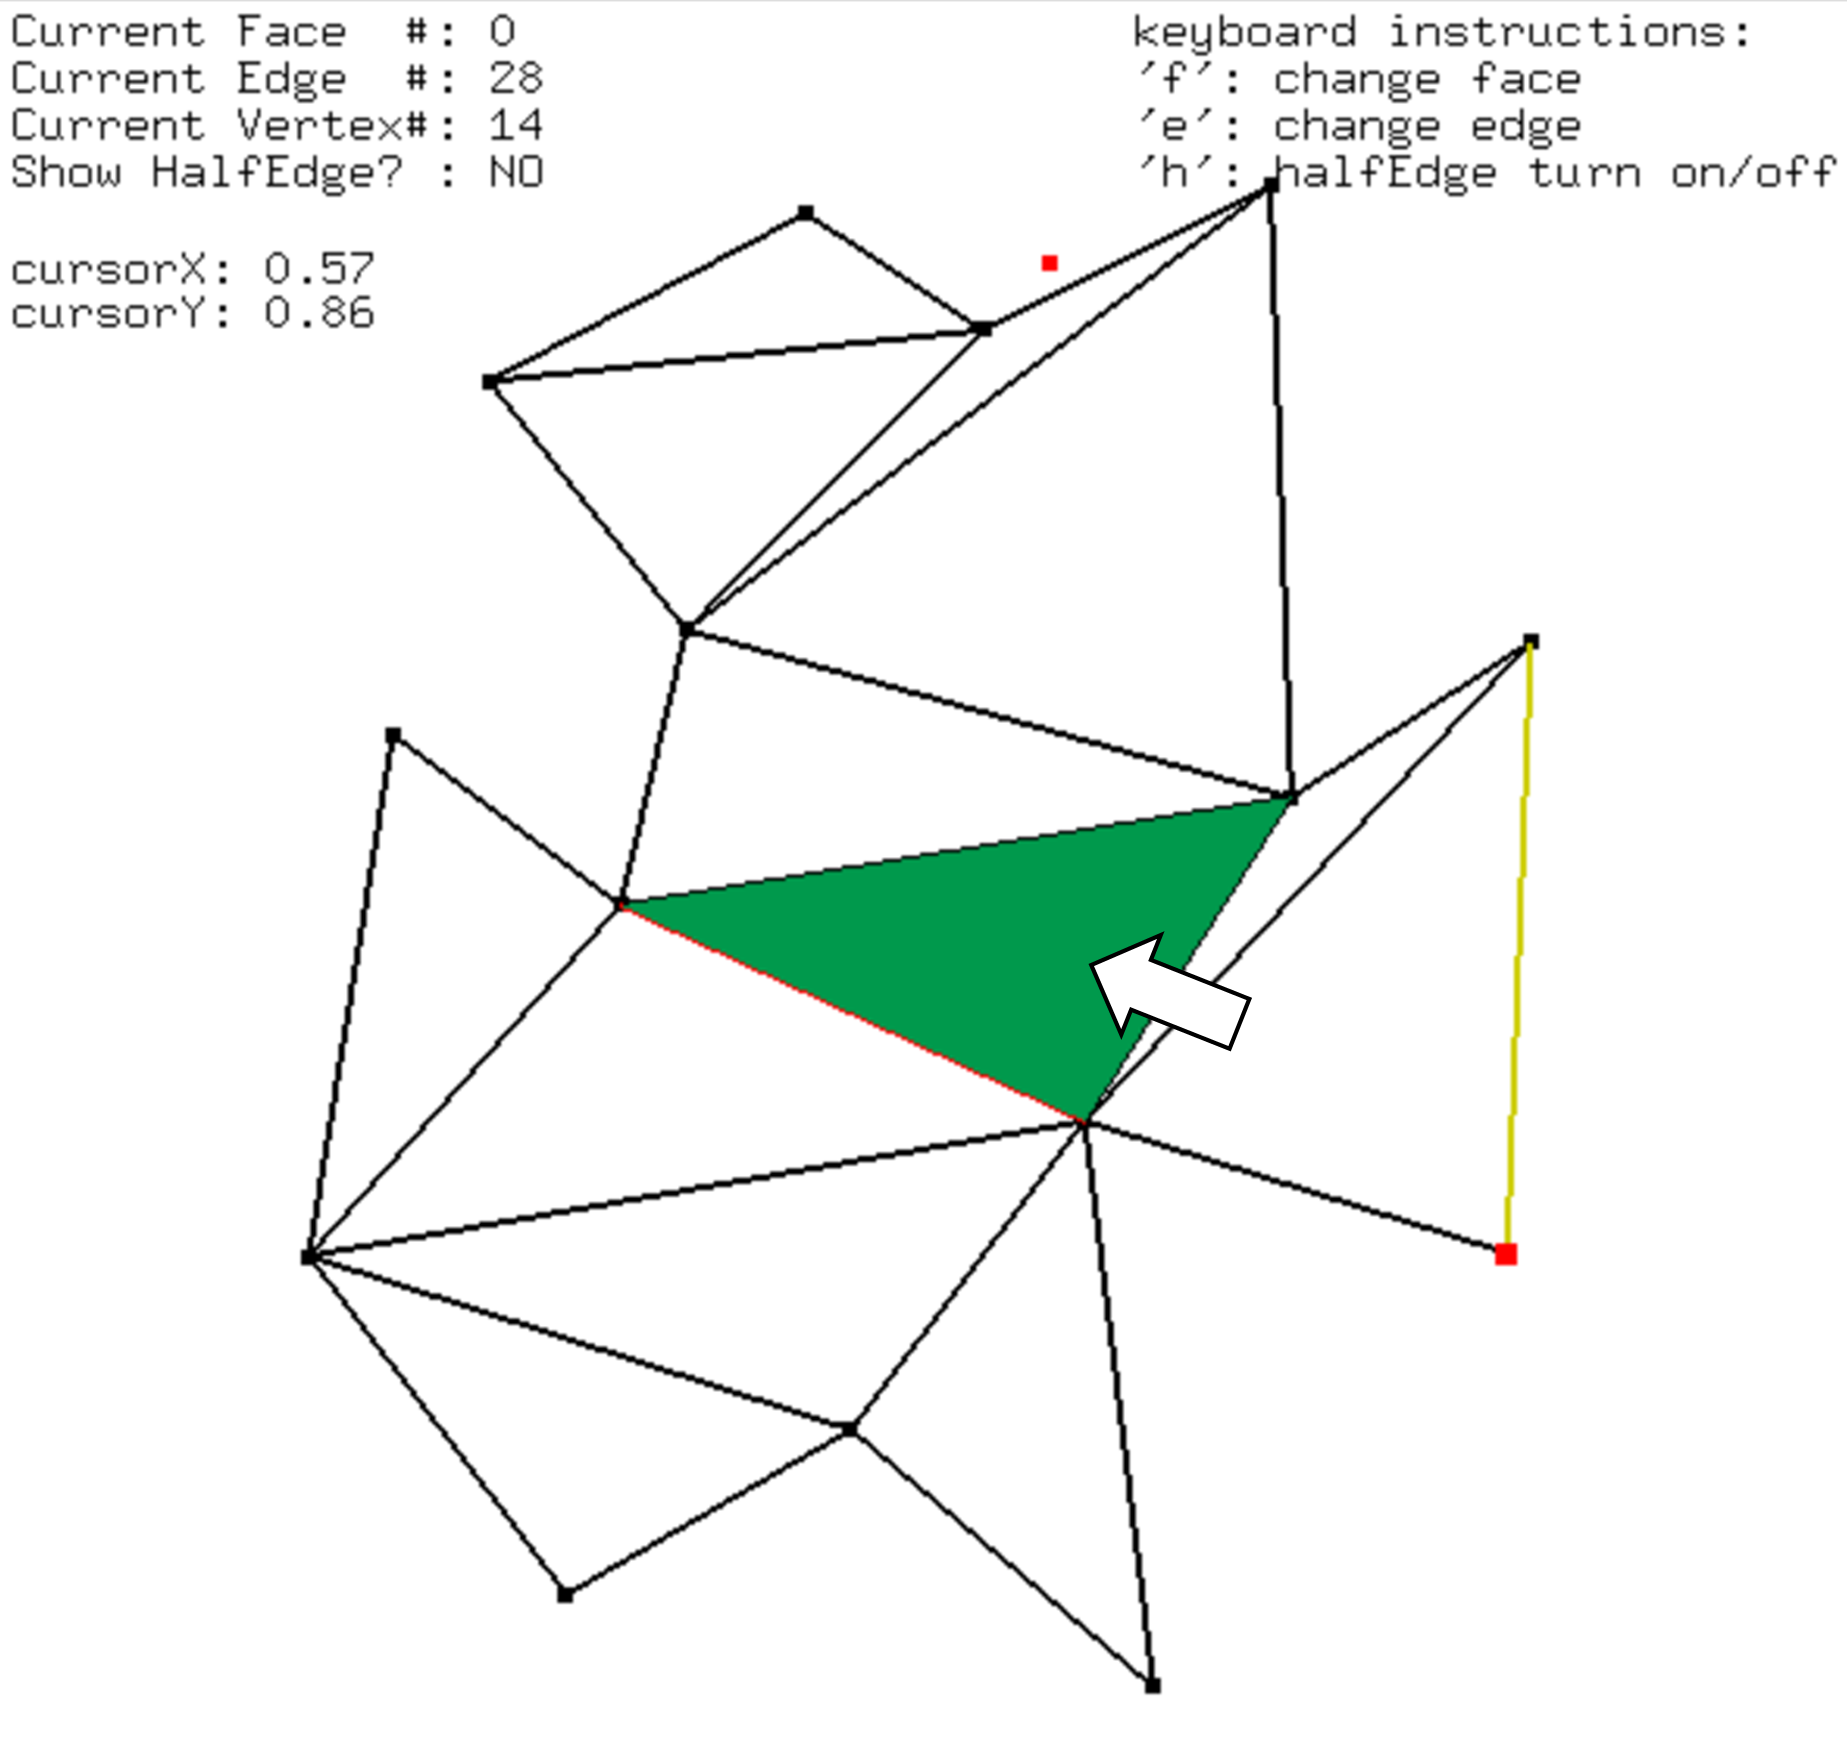 Current Face  #: 0
Current Edge  #: 28
Current Vertex#: 14
Show HalfEdge? : NO
cursorX: 0.57
cursorY: 0.86
keyboard instructions:
'f': change face
'e': change edge
'h': halfEdge turn on/off